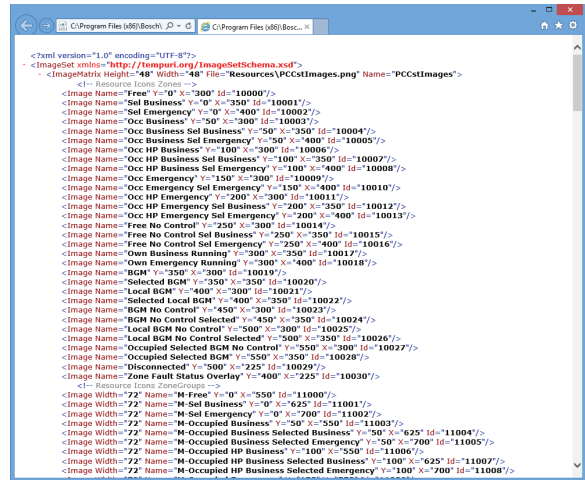 C:\Program Files (x86)\Bosch\
C:\Program Files (x86)\Bosc...
<?xml version="1.0" encoding="UTF-8"?>
- <ImageSet xmlns="http://tempuri.org/ImageSetSchema.xsd">
- <ImageMatrix Height="48" Width="48" File="Resources\PCCstImages.png" Name="PCCstImages">
<!-- Resource Icons Zones -->
<Image Name="Free" Y="0" X="300" Id="10000"/>
<Image Name="Sel Business" Y="0" X="350" Id="10001"/>
<Image Name="Sel Emergency" Y="0" X="400" Id="10002"/>
<Image Name="Occ Business" Y="50" X="300" Id="10003"/>
<Image Name="Occ Business Sel Business" Y="50" X="350" Id="10004"/>
<Image Name="Occ Business Sel Emergency" Y="50" X="400" Id="10005"/>
<Image Name="Occ HP Business" Y="100" X="300" Id="10006"/>
<Image Name="Occ HP Business Sel Business" Y="100" X="350" Id="10007"/>
<Image Name="Occ HP Business Sel Emergency" Y="100" X="400" Id="10008"/>
<Image Name="Occ Emergency" Y="150" X="300" Id="10009"/>
<Image Name="Occ Emergency Sel Emergency" Y="150" X="400" Id="10010"/>
<Image Name="Occ HP Emergency" Y="200" X="300" Id="10011"/>
<Image Name="Occ HP Emergency Sel Business" Y="200" X="350" Id="10012"/>
<Image Name="Occ HP Emergency Sel Emergency" Y="200" X="400" Id="10013"/>
<Image Name="Free No Control" Y="250" X="300" Id="10014"/>
<Image Name="Free No Control Sel Business" Y="250" X="350" Id="10015"/>
<Image Name="Free No Control Sel Emergency" Y="250" X="400" Id="10016"/>
<Image Name="Own Business Running" Y="300" X="350" Id="10017"/>
<Image Name="Own Emergency Running" Y="300" X="400" Id="10018"/>
<Image Name="BGM" Y="350" X="300" Id="10019"/>
<Image Name="Selected BGM" Y="350" X="350" Id="10020"/>
<Image Name="Local BGM" Y="400" X="300" Id="10021"/>
<Image Name="Selected Local BGM" Y="400" X="350" Id="10022"/>
<Image Name="BGM No Control" Y="450" X="300" Id="10023"/>
<Image Name="BGM No Control Selected" Y="450" X="350" Id="10024"/>
<Image Name="Local BGM No Control" Y="500" X="300" Id="10025"/>
<Image Name="Local BGM No Control Selected" Y="500" X="350" Id="10026"/>
<Image Name="Occupied Selected BGM No Control" Y="550" X="300" Id="10027"/>
<Image Name="Occupied Selected BGM" Y="550" X="350" Id="10028"/>
<Image Name="Disconnected" Y="500" X="225" Id="10029"/>
<Image Name="Zone Fault Status Overlay" Y="400" X="225" Id="10030"/>
<!-- Resource Icons ZoneGroups -->
<Image Width="72" Name="M-Free" Y="0" X="550" Id="11000"/>
<Image Width="72" Name="M-Sel Business" Y="0" X="625" Id="11001"/>
<Image Width="72" Name="M-Sel Emergency" Y="0" X="700" Id="11002"/>
<Image Width="72" Name="M-Occupied Business" Y="50" X="550" Id="11003"/>
<Image Width="72" Name="M-Occupied Business Selected Business" Y="50" X="625" Id="11004"/>
<Image Width="72" Name="M-Occupied Business Selected Emergency" Y="50" X="700" Id="11005"/>
<Image Width="72" Name="M-Occupied HP Business" Y="100" X="550" Id="11006"/>
<Image Width="72" Name="M-Occupied HP Business Selected Business" Y="100" X="625" Id="11007"/>
<Image Width="72" Name="M-Occupied HP Business Selected Emergency" Y="100" X="700" Id="11008"/>